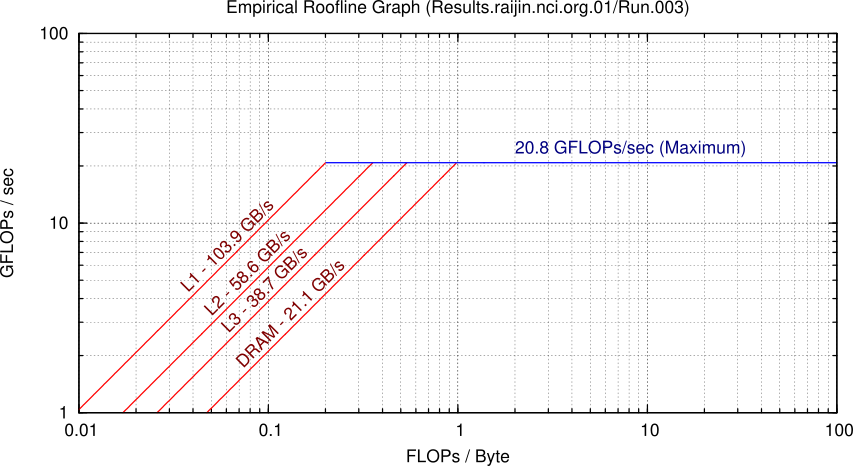 Empirical Roofline Graph (Results.raijin.nci.org.01/Run.003)
100
20.8 GFLOPs/sec (Maximum)
GFLOPs / sec
10
L1 - 103.9 GB/s
L2 - 58.6 GB/s
L3 - 38.7 GB/s
DRAM - 21.1 GB/s
1
0.01 0.1 1 10 100
FLOPs / Byte